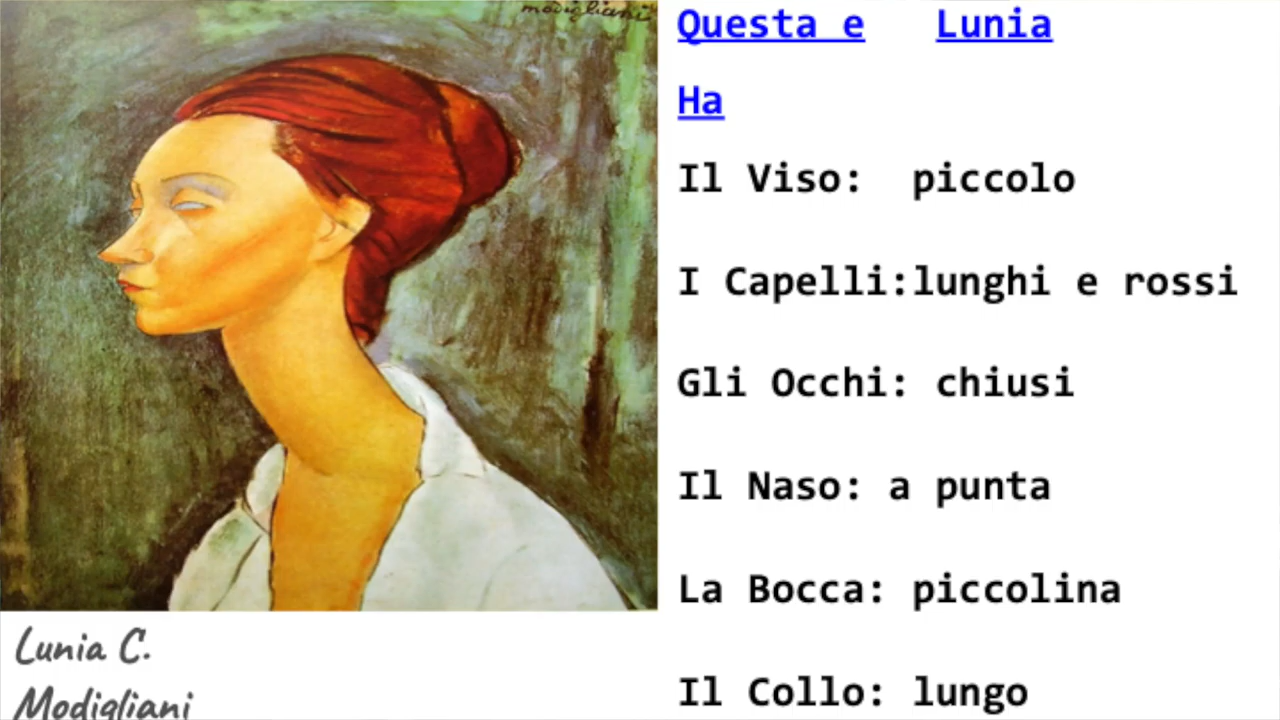 modigliani
Questa e Lunia
Ha
Il Viso: piccolo
I Capelli:lunghi e rossi
Gli Occhi: chiusi
Il Naso: a punta
La Bocca: piccolina
Il Collo: lungo
Lunia C.
Modigliani